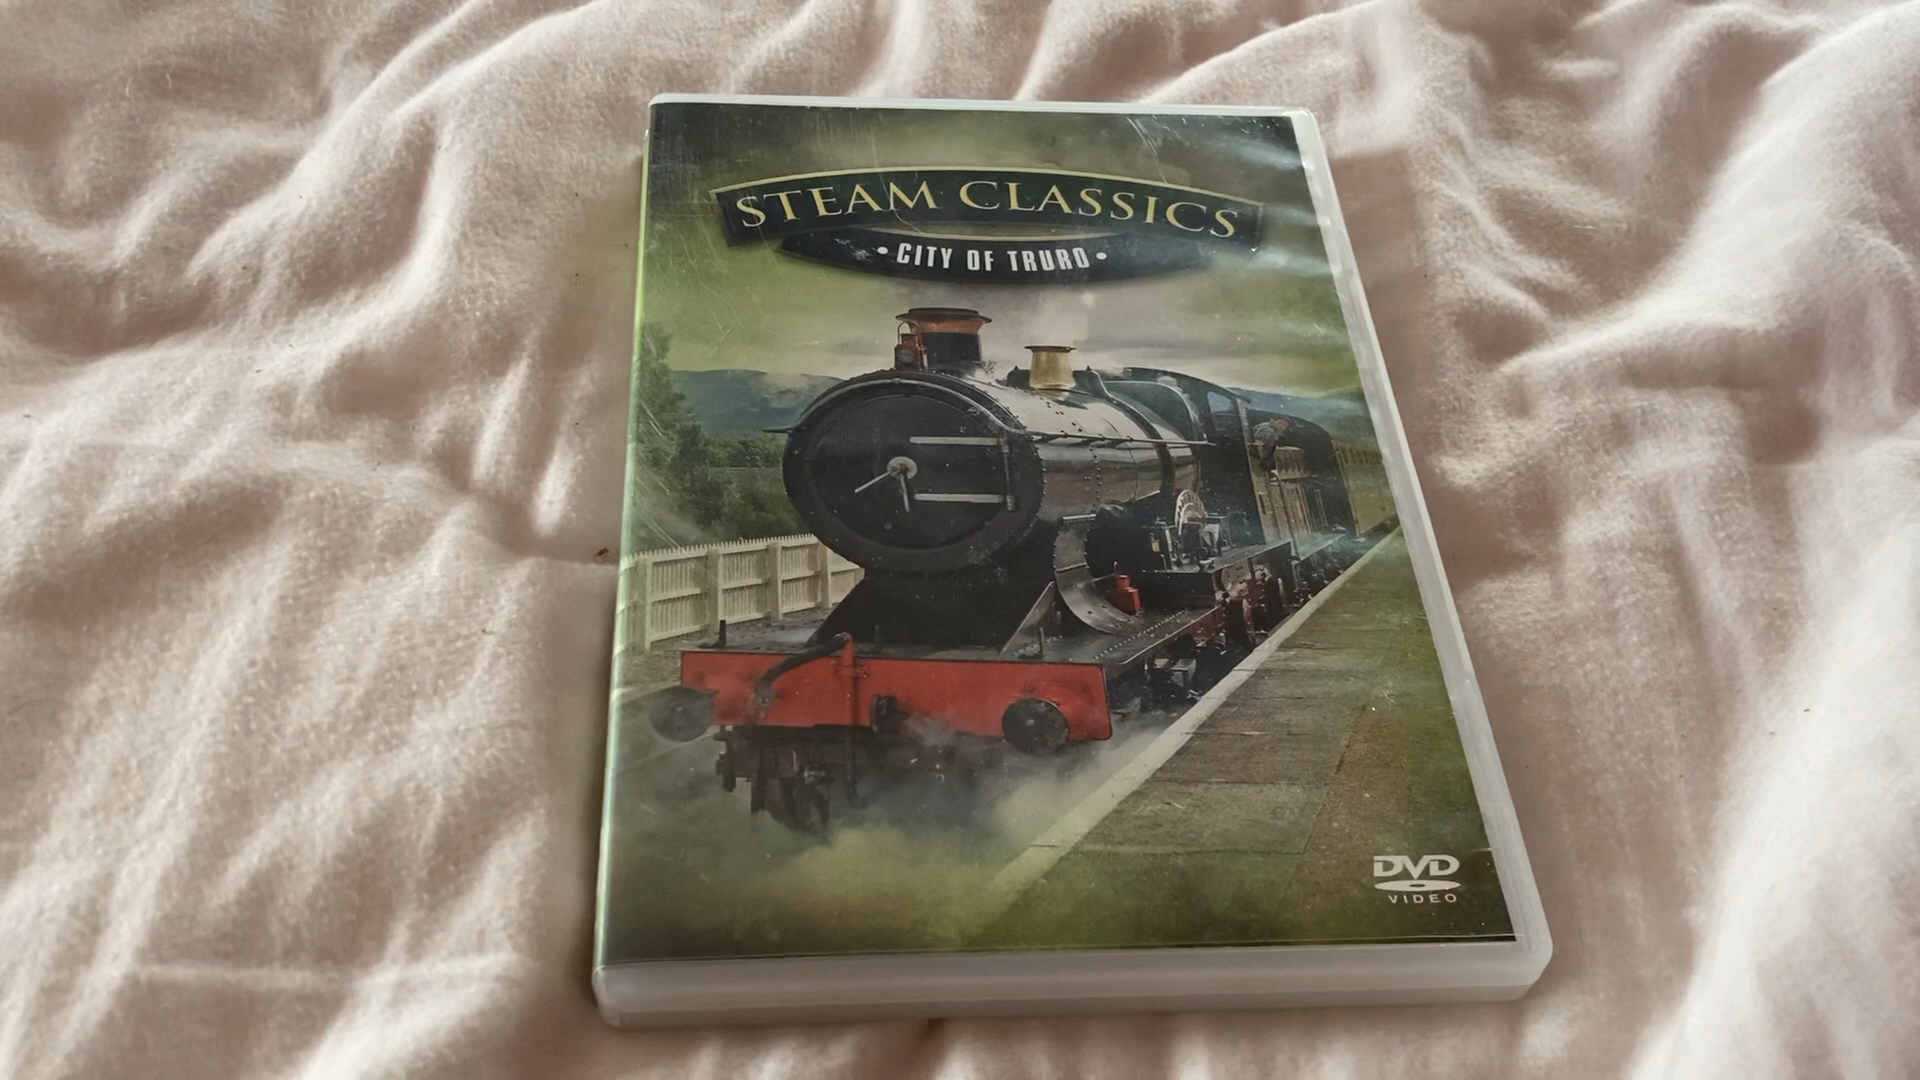 STEAM CLASSICS
• CITY OF TRURO •
DVD
VIDEO